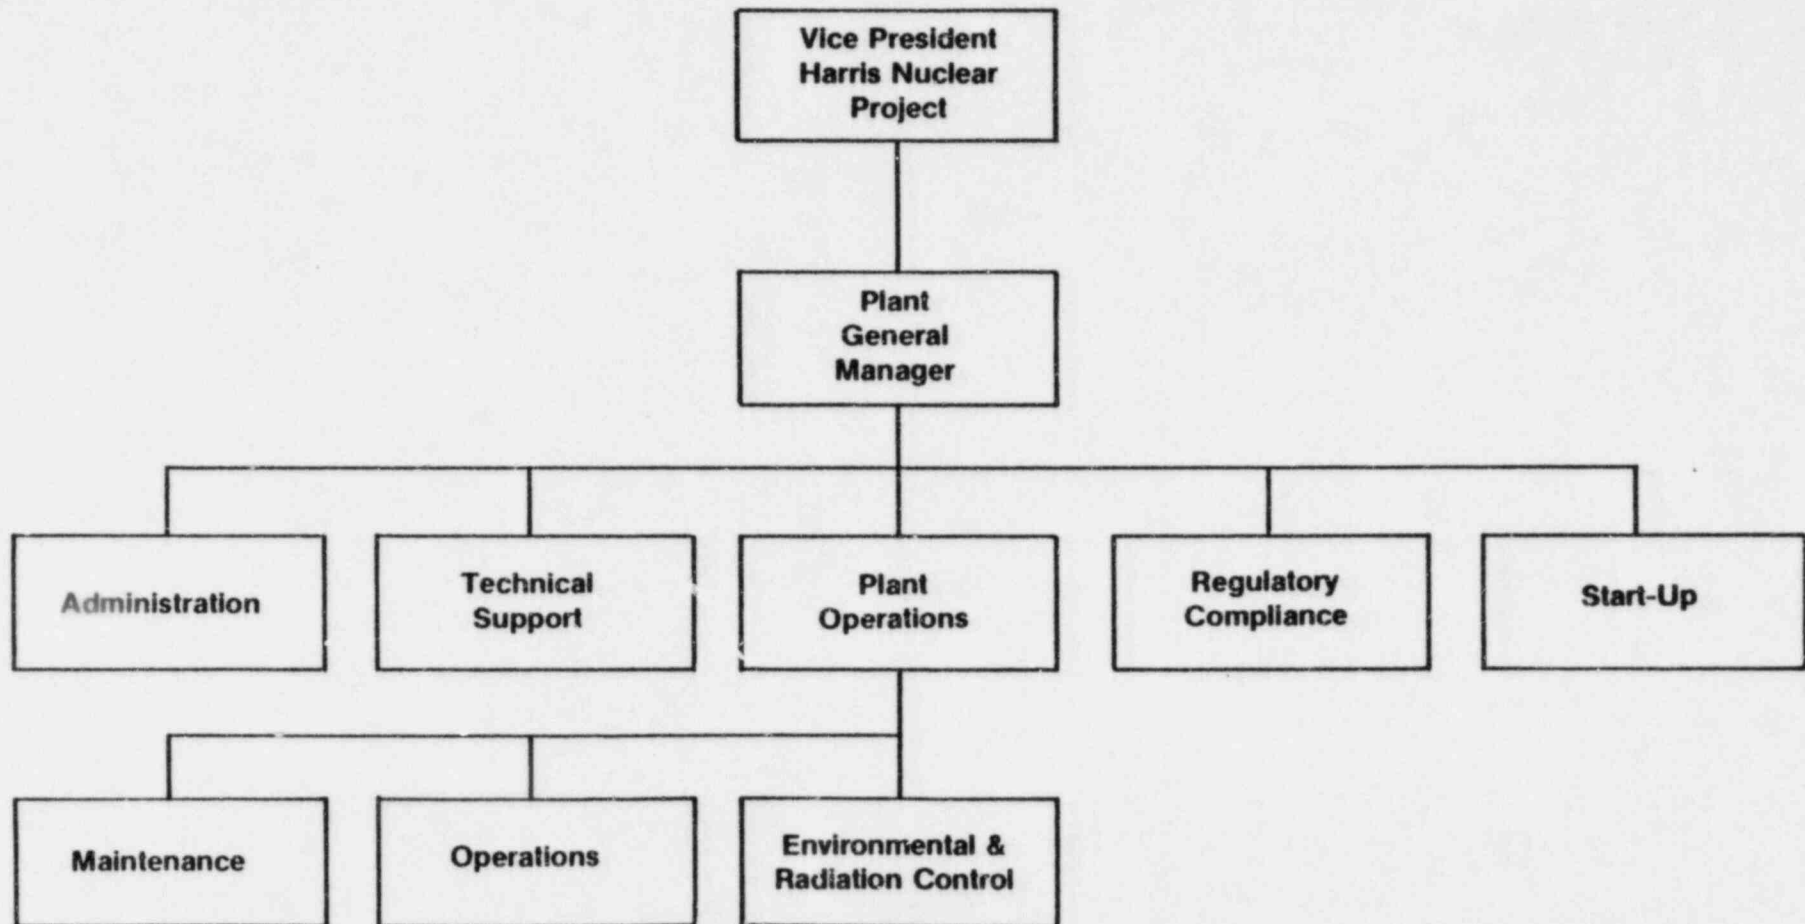 Vice President
Harris Nuclear
Project
Plant
General
Manager
Administration
Technical
Support
Plant
Operations
Regulatory
Compliance
Start-Up
Maintenance
Operations
Environmental &
Radiation Control